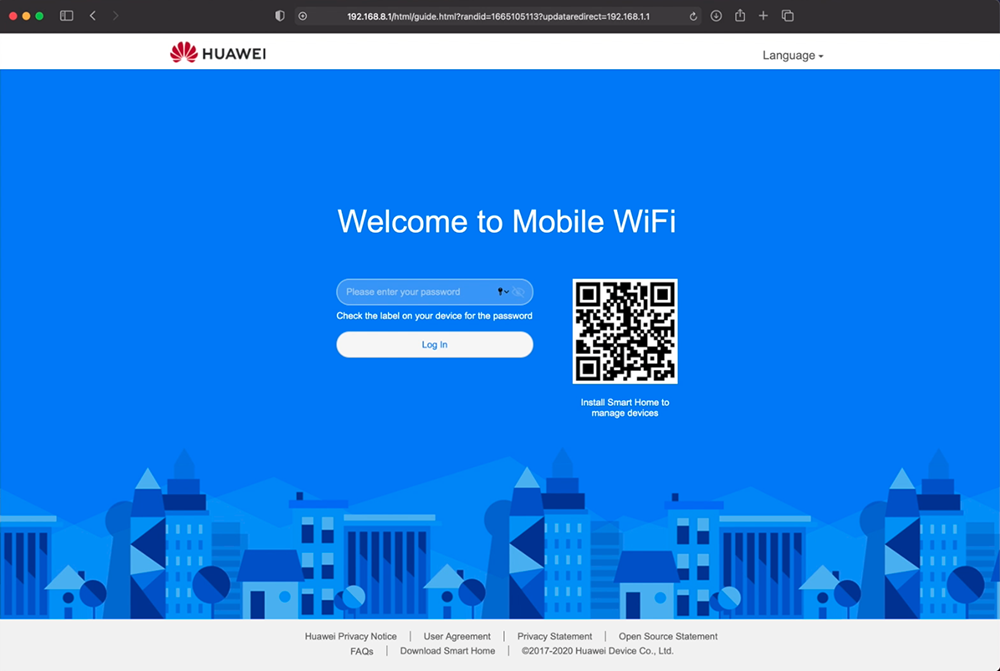 192.168.8.1/html/guide.html?randid=1665105113?updataredirect=192.168.1.1
HUAWEI
Language
Welcome to Mobile WiFi
Please enter your password
Check the label on your device for the password
Log In
Install Smart Home to
manage devices
Huawei Privacy Notice | User Agreement | Privacy Statement | Open Source Statement
FAQs | Download Smart Home | ©2017-2020 Huawei Device Co., Ltd.